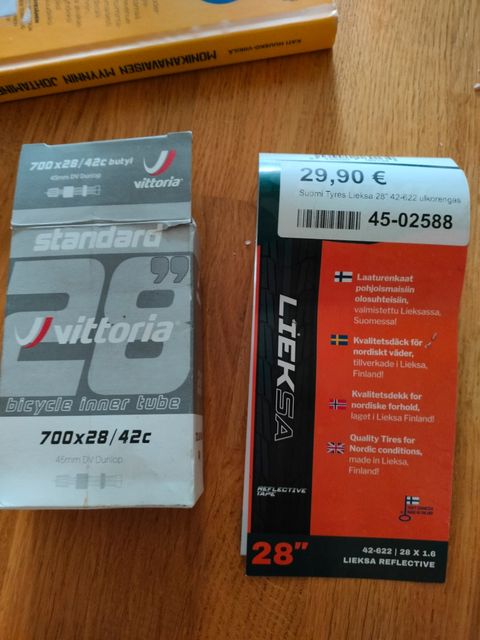 KATI HUUSKO-VIIKILÄ
MONIKANAVAISEN MYYNNIN JOHTAMINEN
700x28/42c butyl
45mm DV Dunlop
vittoria
standard
28"
vittoria
bicycle inner tube
700x28/42c
45mm DV Dunlop
29,90 €
Suomi Tyres Lieksa 28" 42-622 ulkorengas
45-02588
LIEKSA
Laaturenkaat
pohjoismaisiin
olosuhteisiin,
valmistettu Lieksassa,
Suomessa!
Kvalitetsdäck för
nordiskt väder,
tillverkade i Lieksa,
Finland!
Kvalitetsdekk for
nordiske forhold,
laget i Lieksa Finland!
Quality Tires for
Nordic conditions,
made in Lieksa,
Finland!
REFLECTIVE
TAPE
28"
42-622 | 28 X 1.6
LIEKSA REFLECTIVE